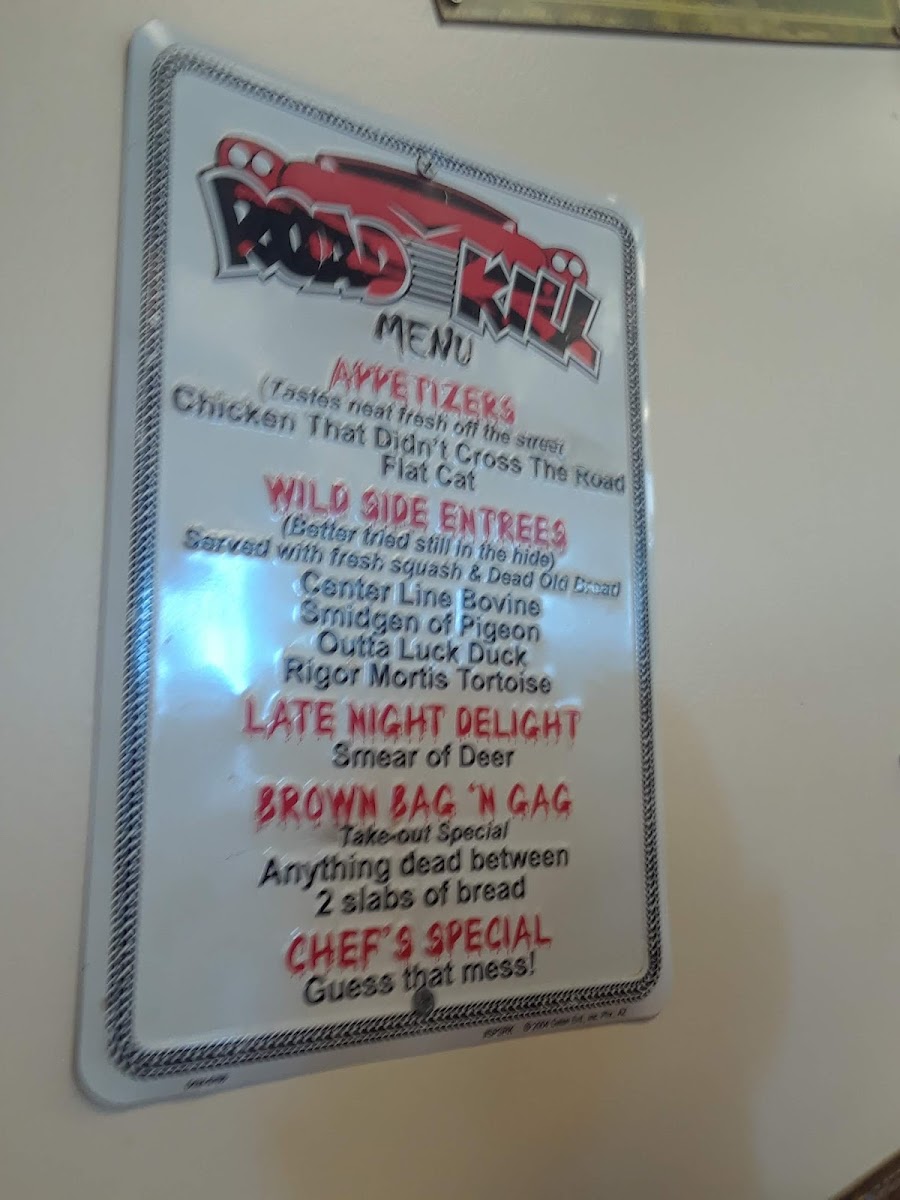 ROAD KILL
MENU
APPETIZERS
(Tastes neat fresh off the street
Chicken That Didn't Cross The Road
Flat Cat
WILD SIDE ENTREES
(Better tried still in the hide)
Served with fresh squash & Dead Old Bread
Center Line Bovine
Smidgen of Pigeon
Outta Luck Duck
Rigor Mortis Tortoise
LATE NIGHT DELIGHT
Smear of Deer
BROWN BAG 'N GAG
Take-out Special
Anything dead between
2 slabs of bread
CHEF'S SPECIAL
Guess that mess!